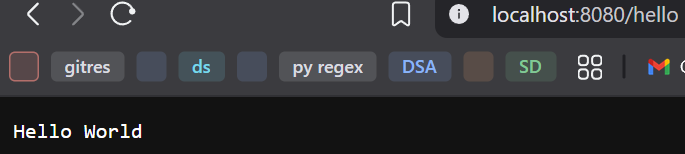 localhost:8080/hello
gitres
ds
py regex
DSA
SD
Hello World